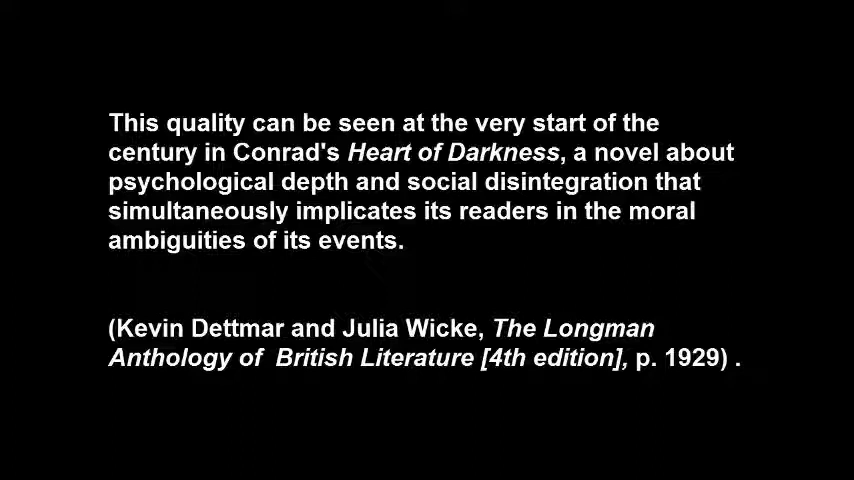 This quality can be seen at the very start of the
century in Conrad's Heart of Darkness, a novel about
psychological depth and social disintegration that
simultaneously implicates its readers in the moral
ambiguities of its events.
(Kevin Dettmar and Julia Wicke, The Longman
Anthology of  British Literature [4th edition], p. 1929) .